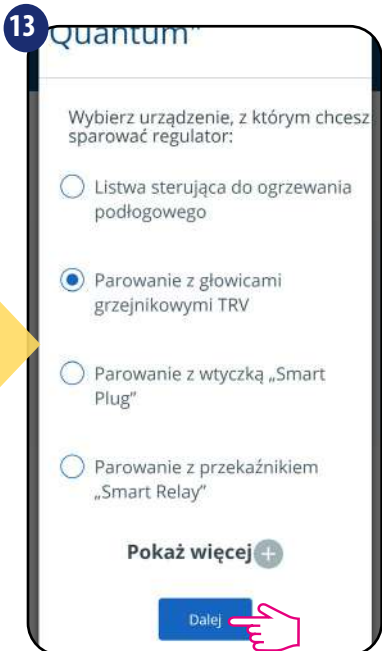 13
Quantum"
Wybierz urządzenie, z którym chcesz
sparować regulator:
Listwa sterująca do ogrzewania
podłogowego
Parowanie z głowicami
grzejnikowymi TRV
Parowanie z wtyczką „Smart
Plug”
Parowanie z przekaźnikiem
„Smart Relay”
Pokaż więcej +
Dalej